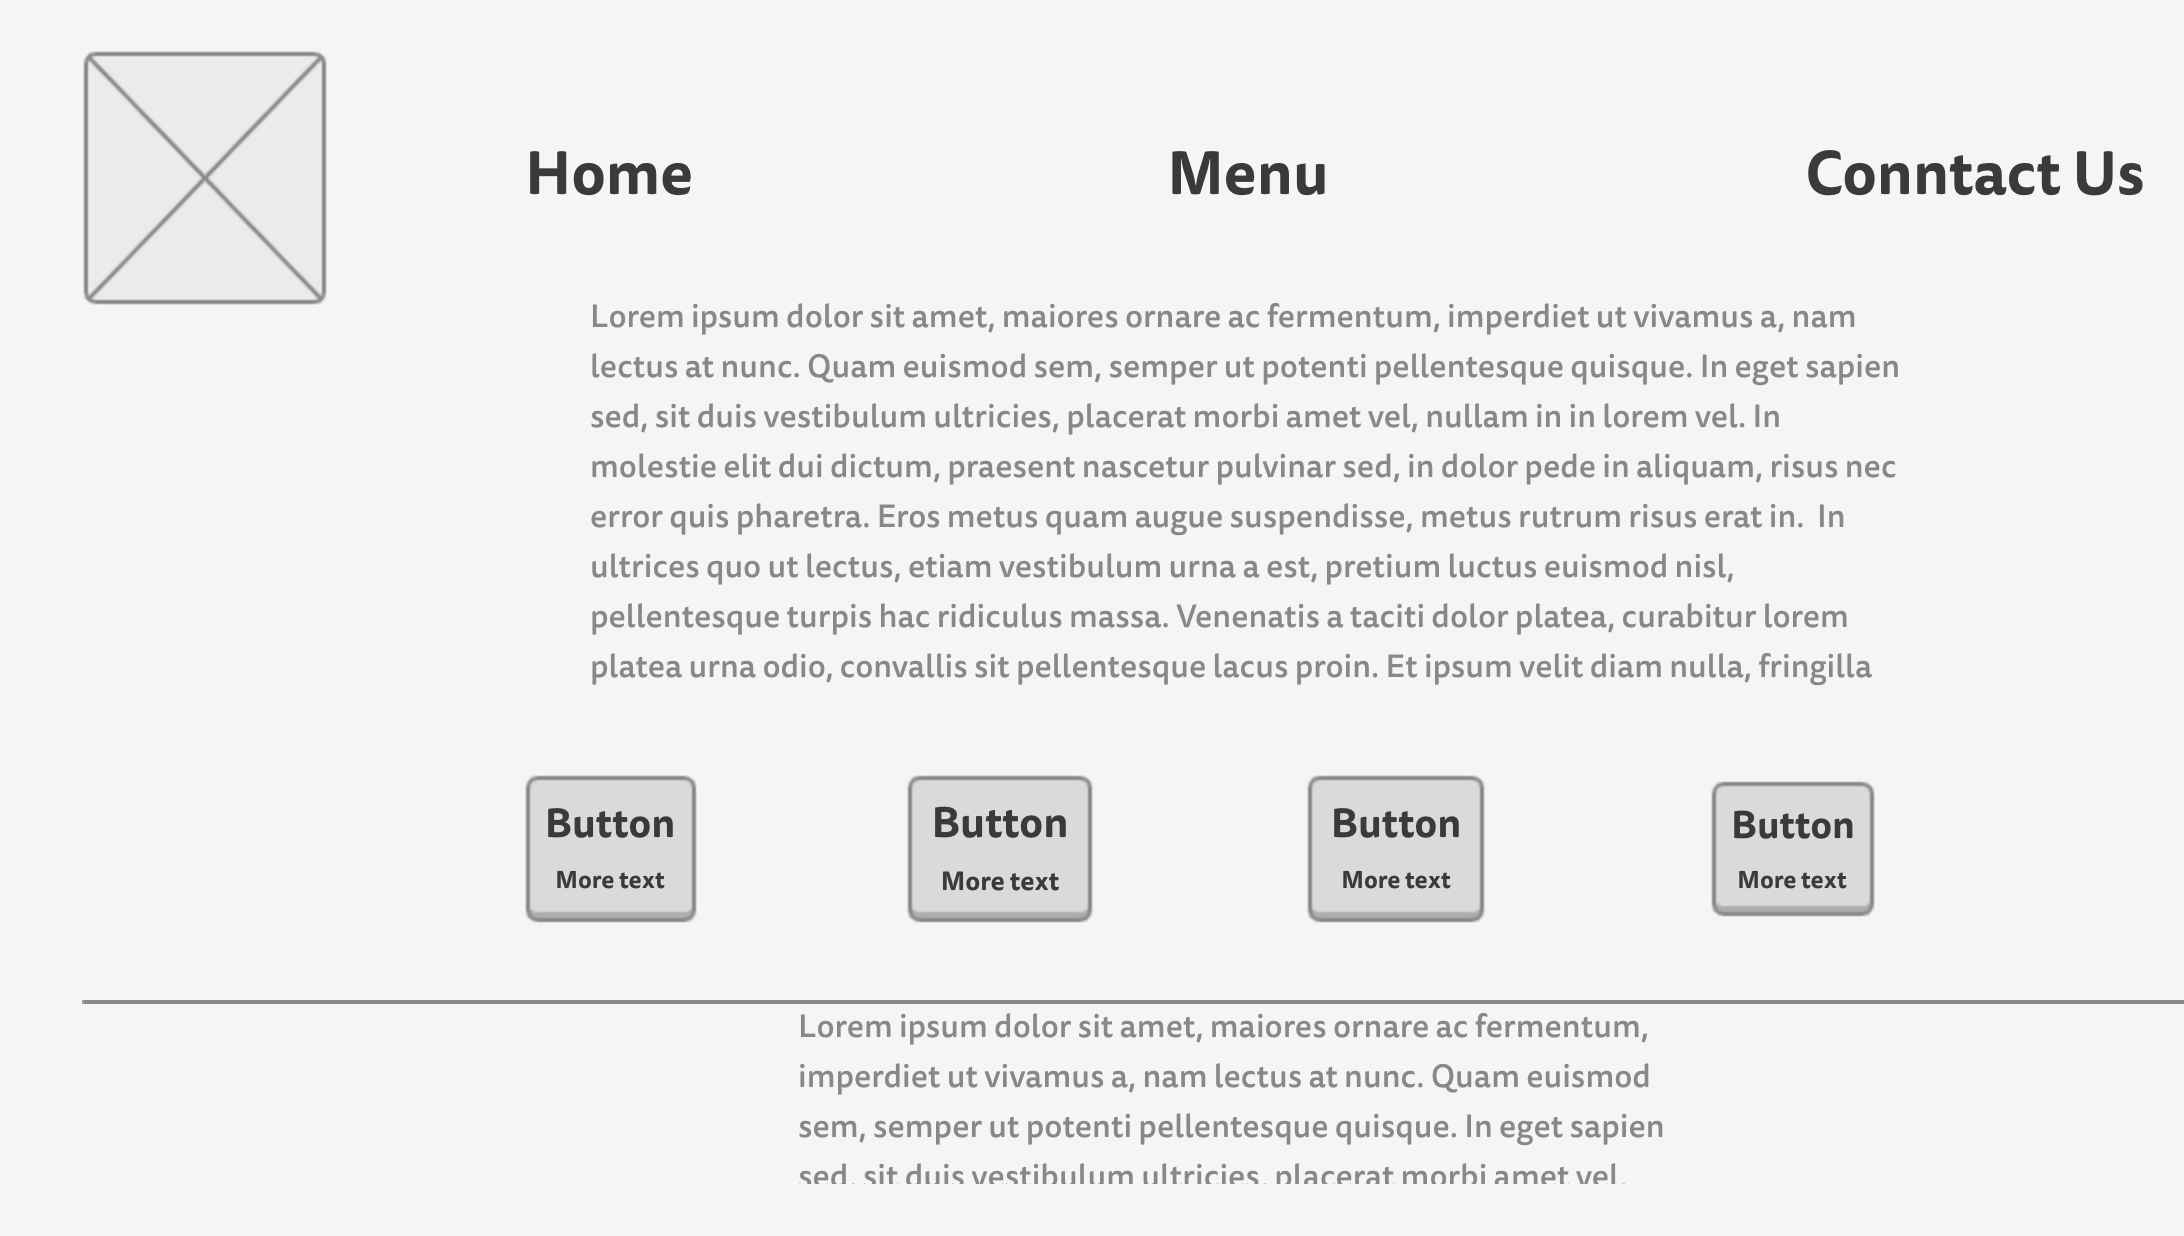 Home Menu Conntact Us
Lorem ipsum dolor sit amet, maiores ornare ac fermentum, imperdiet ut vivamus a, nam
lectus at nunc. Quam euismod sem, semper ut potenti pellentesque quisque. In eget sapien
sed, sit duis vestibulum ultricies, placerat morbi amet vel, nullam in in lorem vel. In
molestie elit dui dictum, praesent nascetur pulvinar sed, in dolor pede in aliquam, risus nec
error quis pharetra. Eros metus quam augue suspendisse, metus rutrum risus erat in.  In
ultrices quo ut lectus, etiam vestibulum urna a est, pretium luctus euismod nisl,
pellentesque turpis hac ridiculus massa. Venenatis a taciti dolor platea, curabitur lorem
platea urna odio, convallis sit pellentesque lacus proin. Et ipsum velit diam nulla, fringilla
Button Button Button Button
More text More text More text More text
Lorem ipsum dolor sit amet, maiores ornare ac fermentum,
imperdiet ut vivamus a, nam lectus at nunc. Quam euismod
sem, semper ut potenti pellentesque quisque. In eget sapien
sed, sit duis vestibulum ultricies, placerat morbi amet vel,